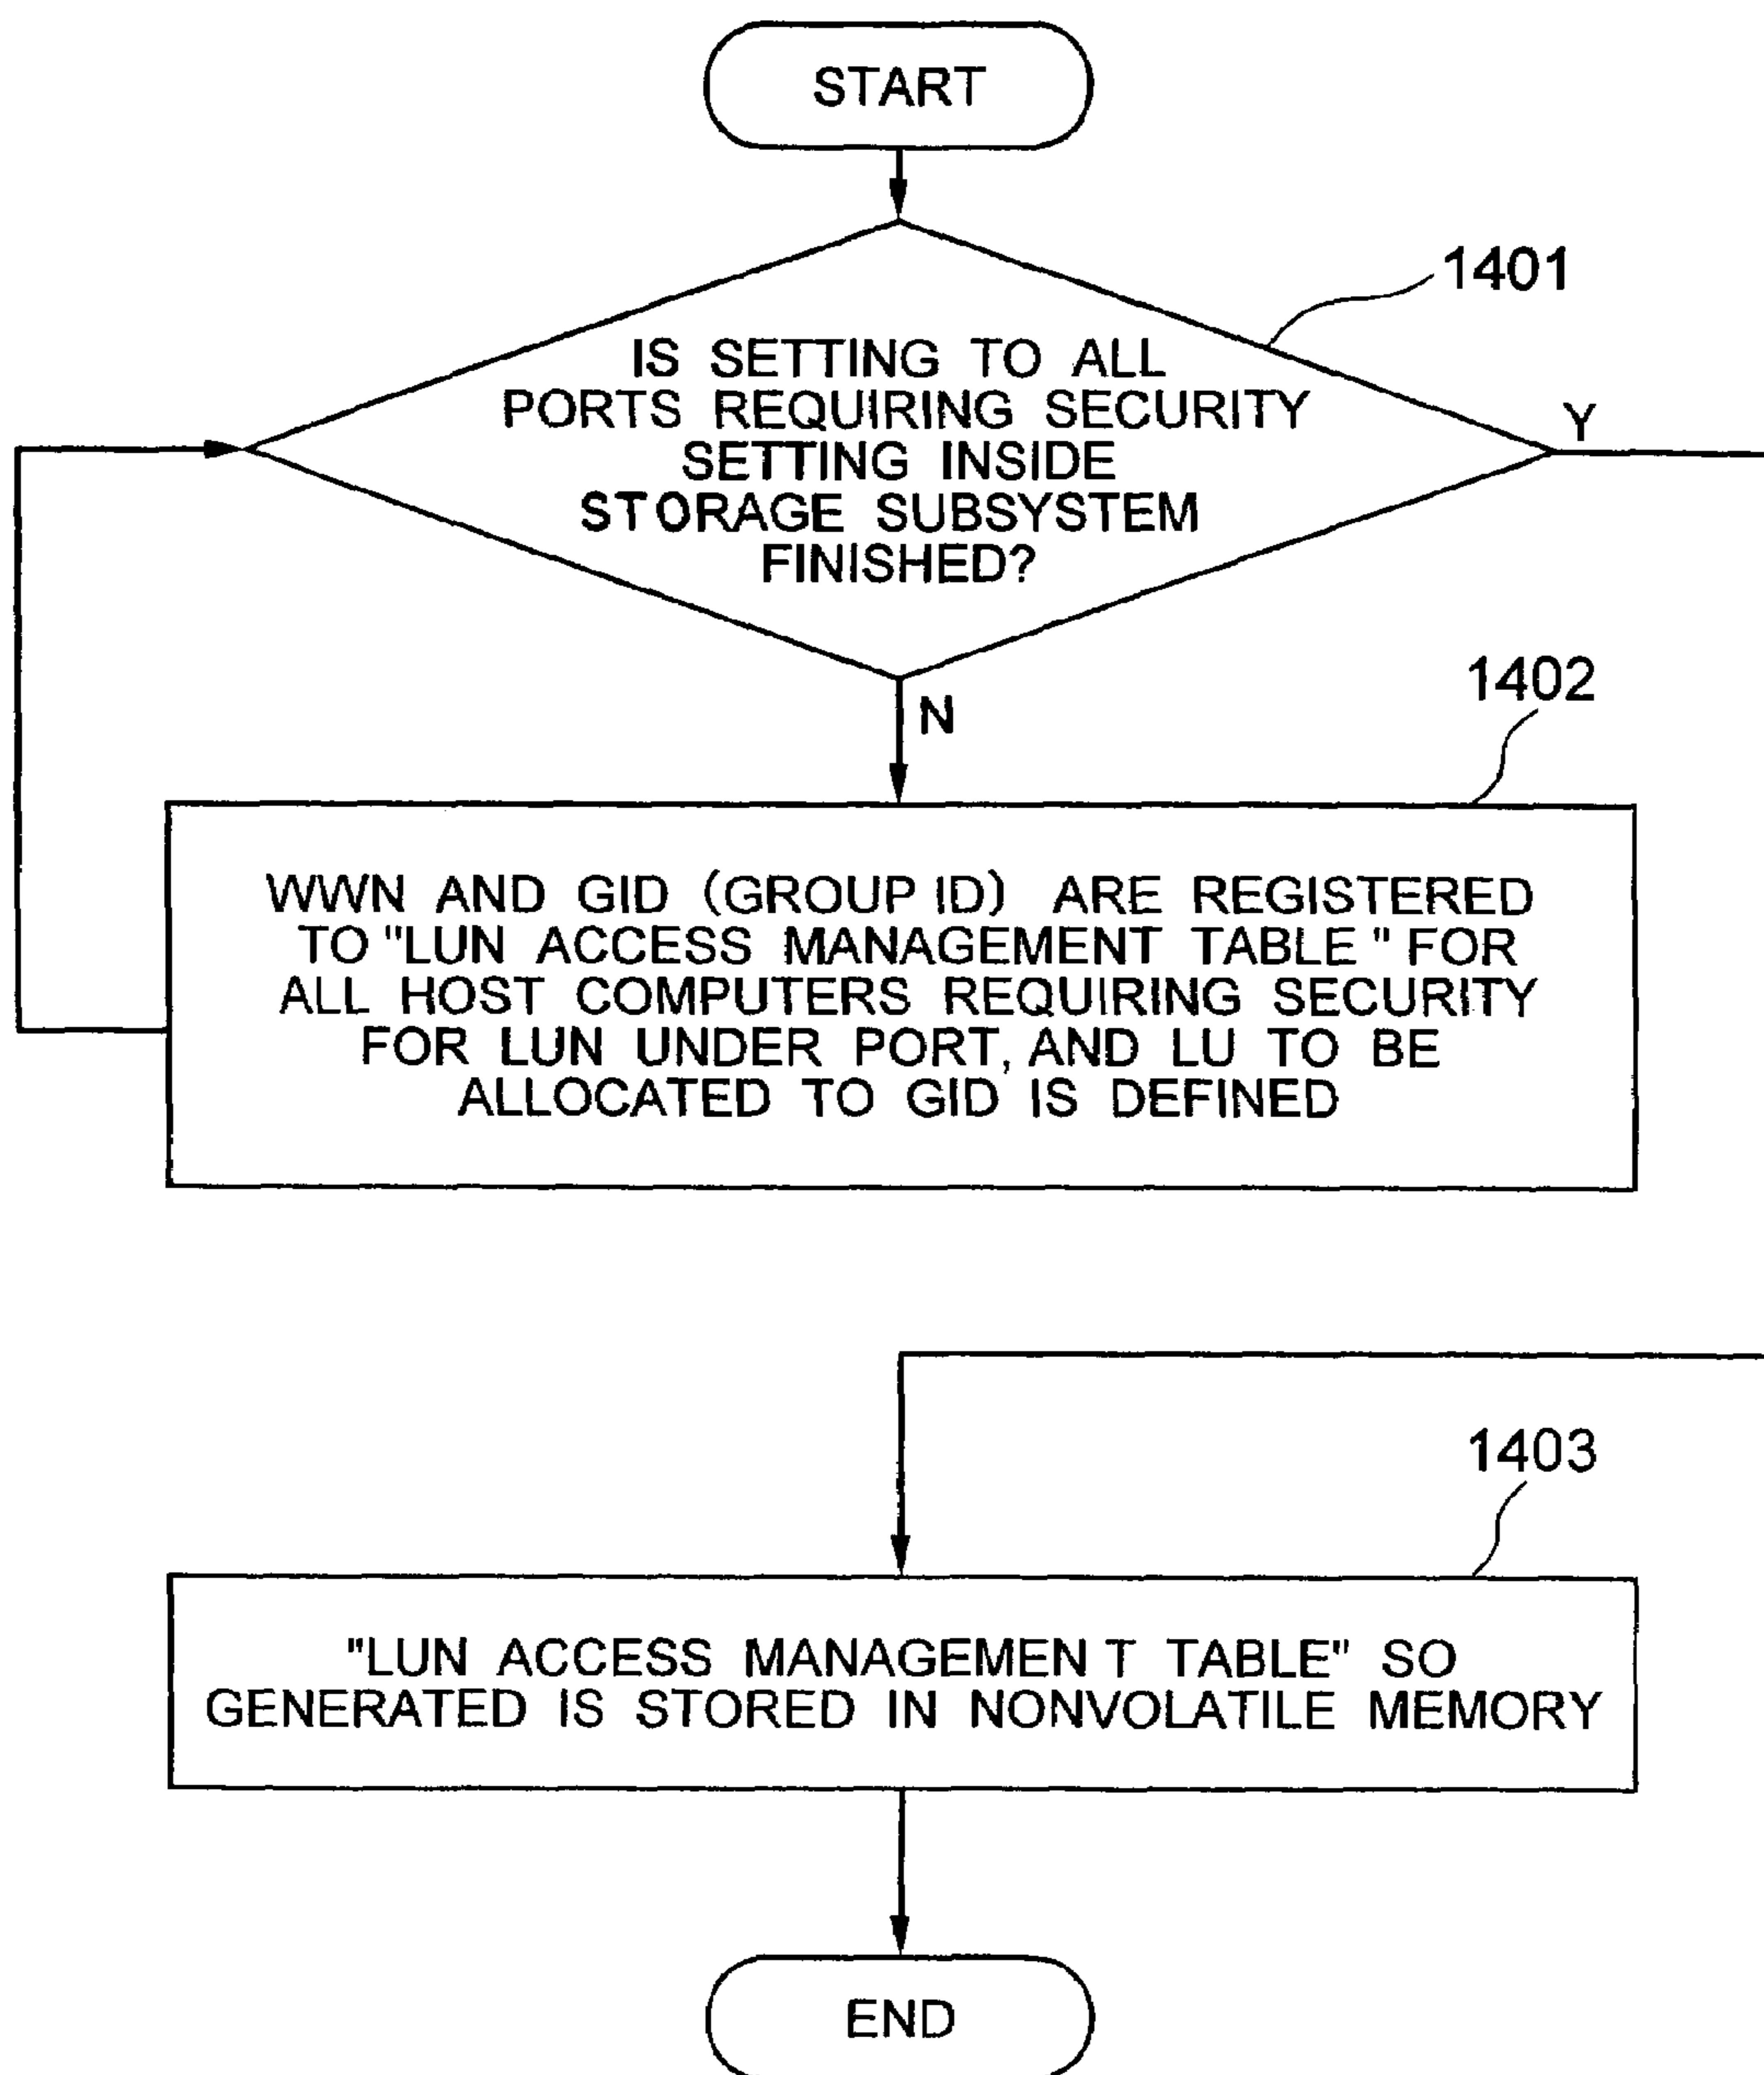 START
1401
IS SETTING TO ALL
PORTS REQUIRING SECURITY
SETTING INSIDE
STORAGE SUBSYSTEM
FINISHED?
Y
N
1402
WWN AND GID (GROUP ID) ARE REGISTERED
TO "LUN ACCESS MANAGEMENT TABLE" FOR
ALL HOST COMPUTERS REQUIRING SECURITY
FOR LUN UNDER PORT, AND LU TO BE
ALLOCATED TO GID IS DEFINED
1403
"LUN ACCESS MANAGEMENT TABLE" SO
GENERATED IS STORED IN NONVOLATILE MEMORY
END